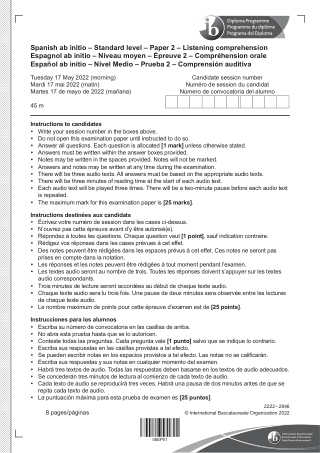 Diploma Programme
Programme du diplôme
Programa del Diploma
Spanish ab initio – Standard level – Paper 2 – Listening comprehension
Espagnol ab initio – Niveau moyen – Épreuve 2 – Compréhension orale
Español ab initio – Nivel Medio – Prueba 2 – Comprensión auditiva
Tuesday 17 May 2022 (morning)
Mardi 17 mai 2022 (matin)
Martes 17 de mayo de 2022 (mañana)
Candidate session number
Numéro de session du candidat
Número de convocatoria del alumno
45 m
Instructions to candidates
• Write your session number in the boxes above.
• Do not open this examination paper until instructed to do so.
• Answer all questions. Each question is allocated [1 mark] unless otherwise stated.
• Answers must be written within the answer boxes provided.
• Notes may be written in the spaces provided. Notes will not be marked.
• Answers and notes may be written at any time during the examination.
• There will be three audio texts. All answers must be based on the appropriate audio texts.
• There will be three minutes of reading time at the start of each audio text.
• Each audio text will be played three times. There will be a two-minute pause before each audio text
is repeated.
• The maximum mark for this examination paper is [25 marks].
Instructions destinées aux candidats
• Écrivez votre numéro de session dans les cases ci-dessus.
• N'ouvrez pas cette épreuve avant d'y être autorisé(e).
• Répondez à toutes les questions. Chaque question vaut [1 point], sauf indication contraire.
• Rédigez vos réponses dans les cases prévues à cet effet.
• Des notes peuvent être rédigées dans les espaces prévus à cet effet. Ces notes ne seront pas
prises en compte dans la notation.
• Les réponses et les notes peuvent être rédigées à tout moment pendant l'examen.
• Les textes audio seront au nombre de trois. Toutes les réponses doivent s'appuyer sur les textes
audio correspondants.
• Trois minutes de lecture seront accordées au début de chaque texte audio.
• Chaque texte audio sera lu trois fois. Une pause de deux minutes sera observée entre les lectures
de chaque texte audio.
• Le nombre maximum de points pour cette épreuve d'examen est de [25 points].
Instrucciones para los alumnos
• Escriba su número de convocatoria en las casillas de arriba.
• No abra esta prueba hasta que se lo autoricen.
• Conteste todas las preguntas. Cada pregunta vale [1 punto] salvo que se indique lo contrario.
• Escriba sus respuestas en las casillas provistas a tal efecto.
• Se pueden escribir notas en los espacios provistos a tal efecto. Las notas no se calificarán.
• Escriba sus respuestas y sus notas en cualquier momento del examen.
• Habrá tres textos de audio. Todas las respuestas deben basarse en los textos de audio adecuados.
• Se concederán tres minutos de lectura al comienzo de cada texto de audio.
• Cada texto de audio se reproducirá tres veces. Habrá una pausa de dos minutos antes de que se
repita cada texto de audio.
• La puntuación máxima para esta prueba de examen es [25 puntos].
8 pages/páginas
© International Baccalaureate Organization 2022